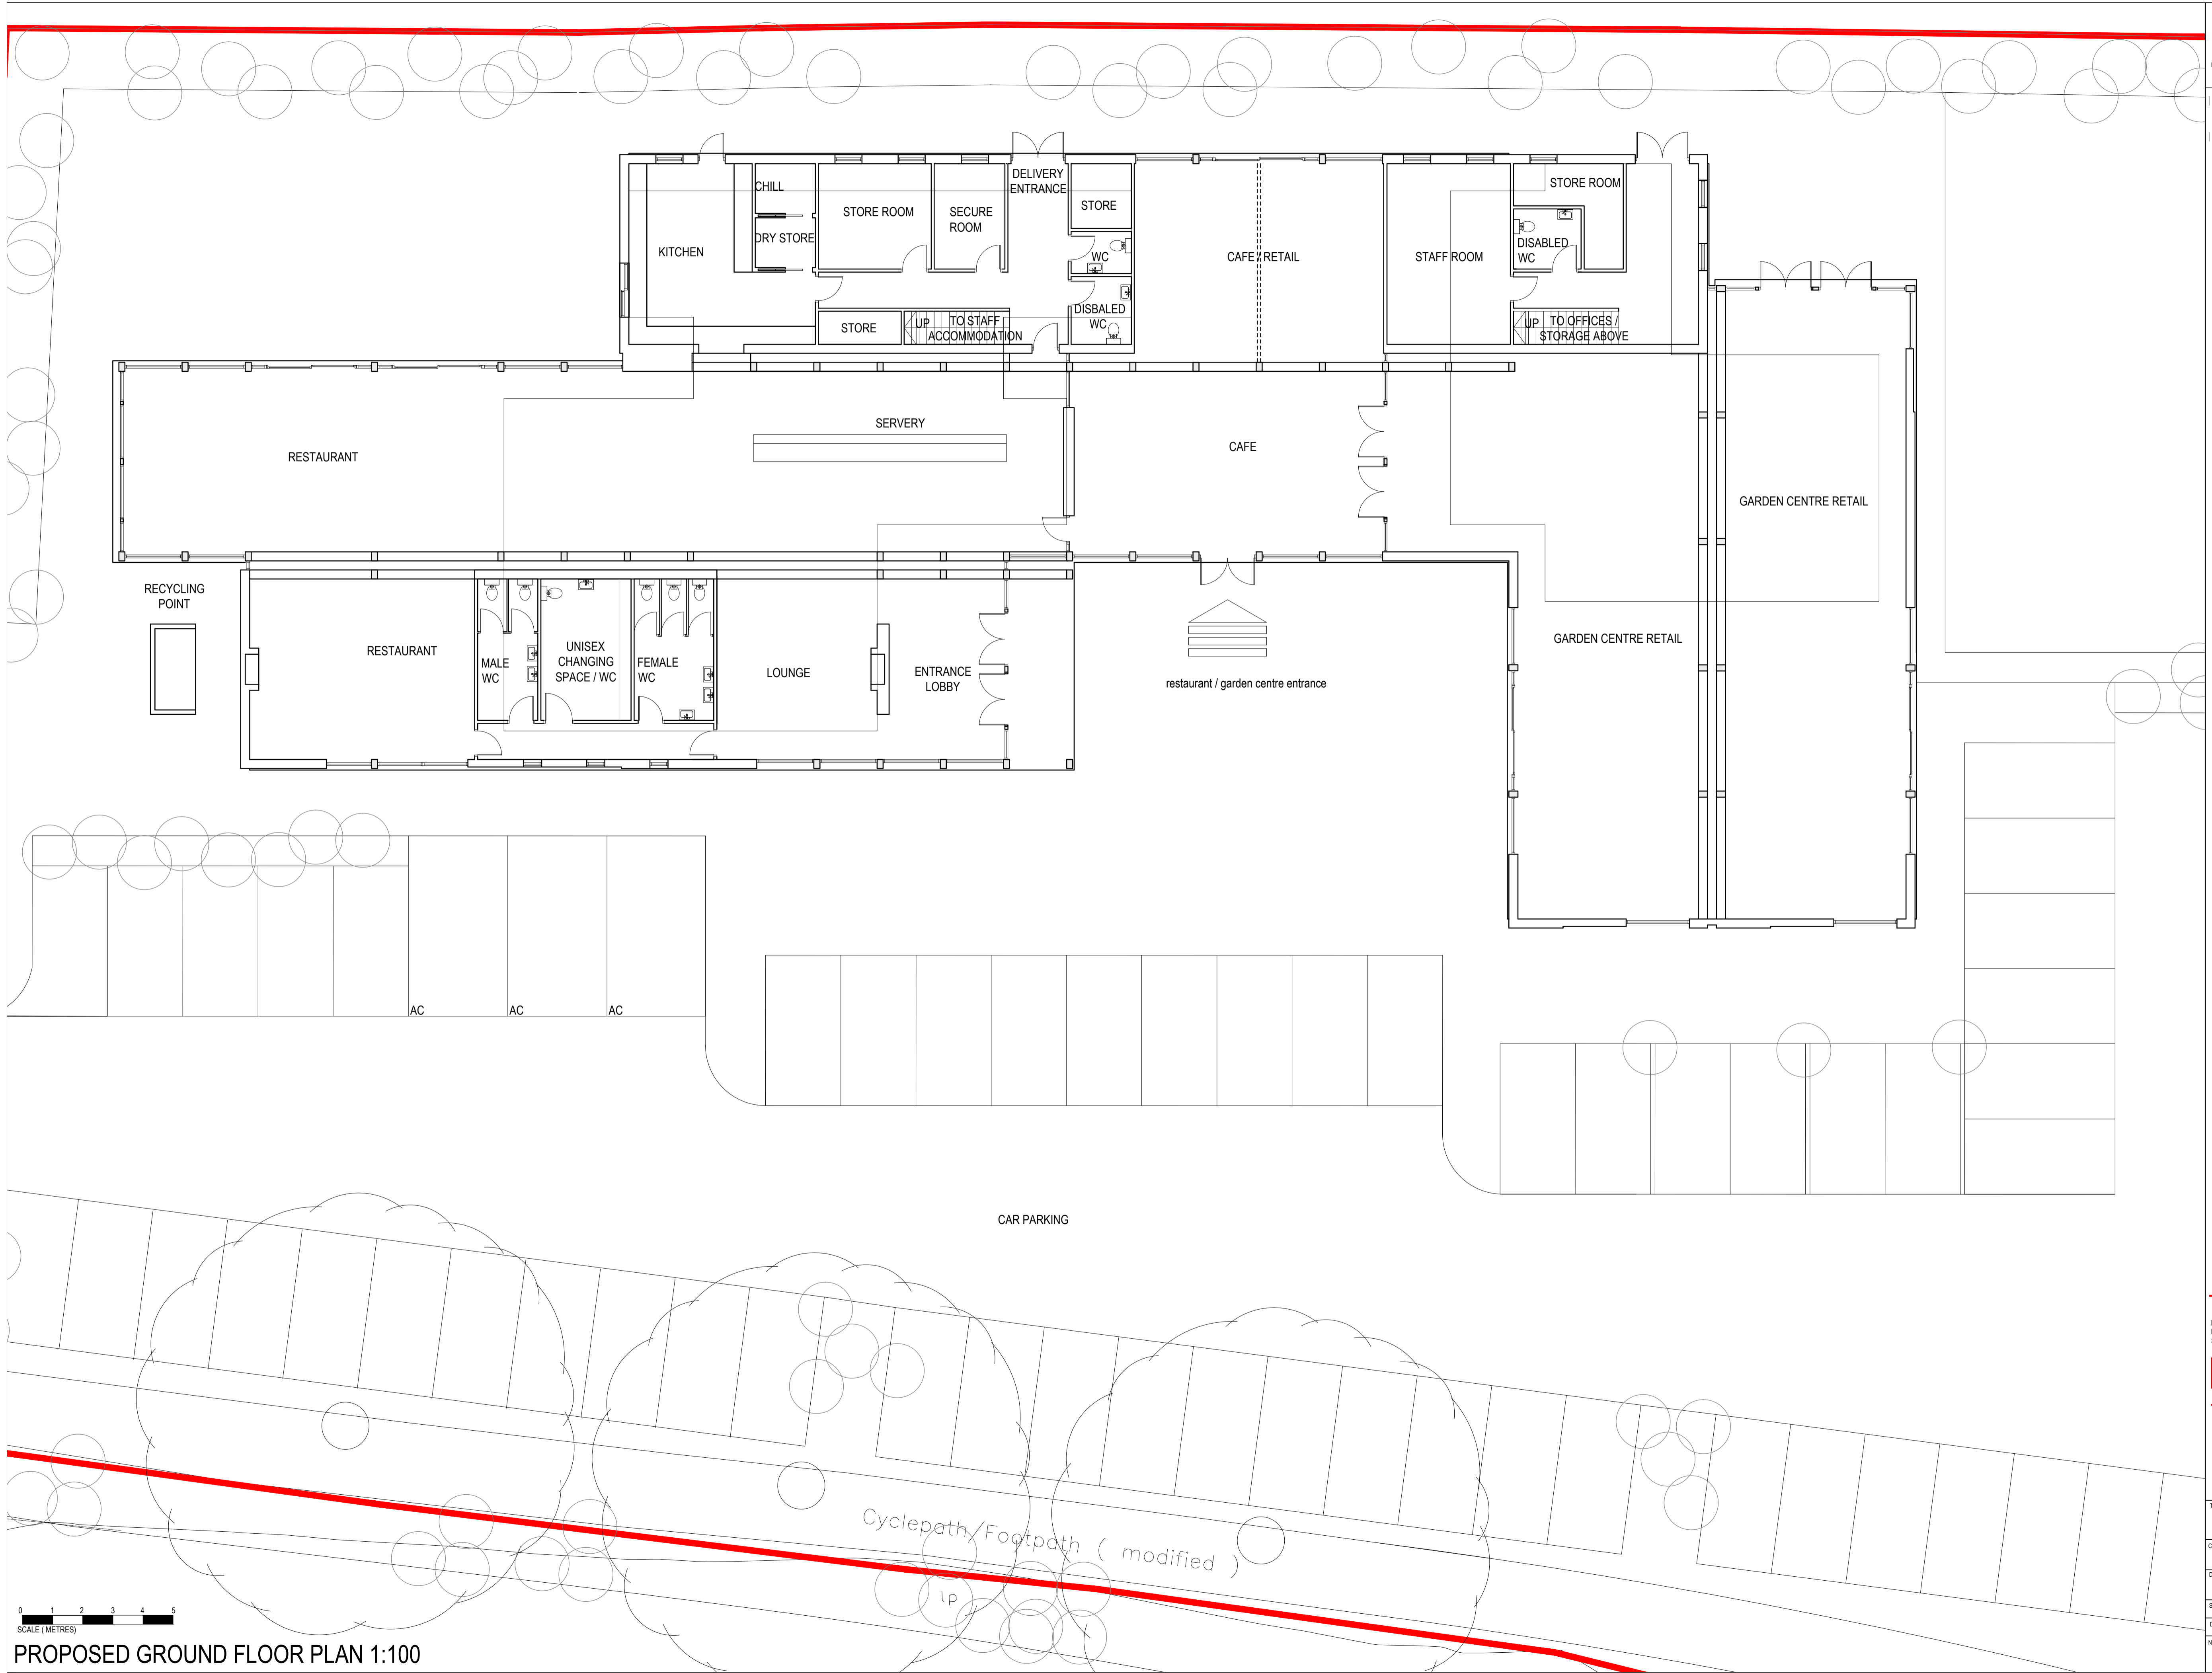 DELIVERY
ENTRANCE
CHILL
STORE ROOM
STORE ROOM
SECURE
ROOM
STORE
DRY STORE
KITCHEN
WC
CAFE / RETAIL
STAFF ROOM
DISABLED
WC
DISBALED
WC
STORE
UP
TO STAFF
ACCOMMODATION
UP
TO OFFICES /
STORAGE ABOVE
SERVERY
RESTAURANT
CAFE
GARDEN CENTRE RETAIL
RECYCLING
POINT
RESTAURANT
MALE
WC
UNISEX
CHANGING
SPACE / WC
FEMALE
WC
LOUNGE
ENTRANCE
LOBBY
restaurant / garden centre entrance
GARDEN CENTRE RETAIL
AC
AC
AC
CAR PARKING
Cyclepath/Footpath ( modified )
lp
0 1 2 3 4 5
SCALE ( METRES)
PROPOSED GROUND FLOOR PLAN 1:100